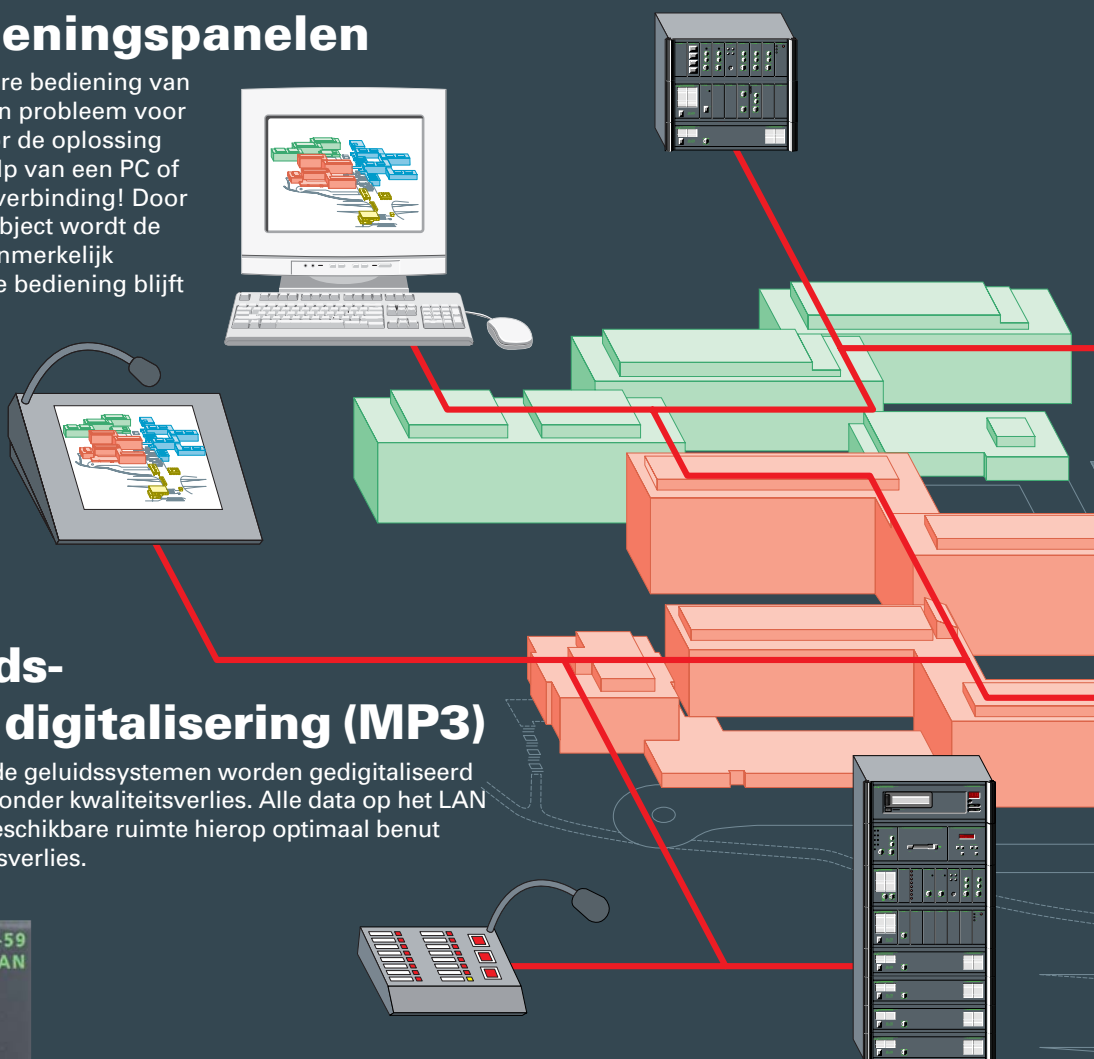 eningspanelen
re bediening van
n probleem voor
r de oplossing
lp van een PC of
verbinding! Door
bject wordt de
nmerkelijk
e bediening blijft
ds-
digitalisering (MP3)
de geluidssystemen worden gedigitaliseerd
onder kwaliteitsverlies. Alle data op het LAN
eschikbare ruimte hierop optimaal benut
sverlies.
-59
AN